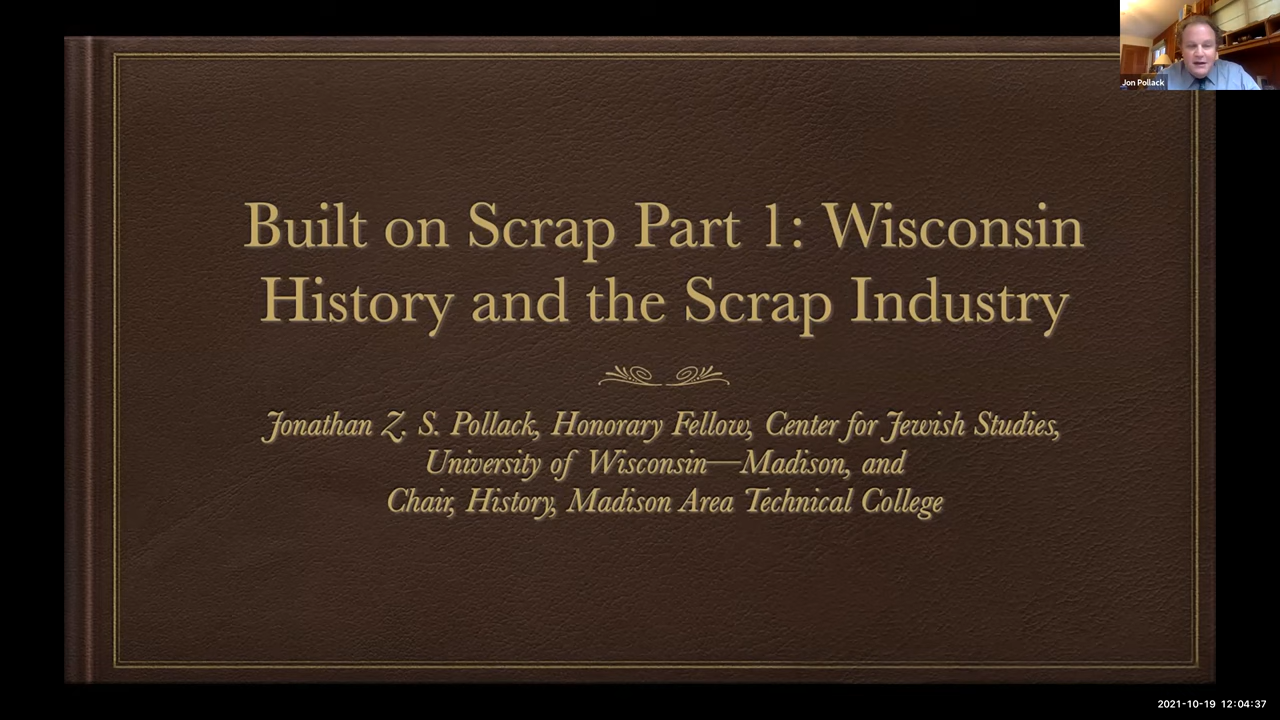 Jon Pollack
Built on Scrap Part 1: Wisconsin
History and the Scrap Industry
Jonathan Z. S. Pollack, Honorary Fellow, Center for Jewish Studies,
University of Wisconsin—Madison, and
Chair, History, Madison Area Technical College
2021-10-19 12:04:37